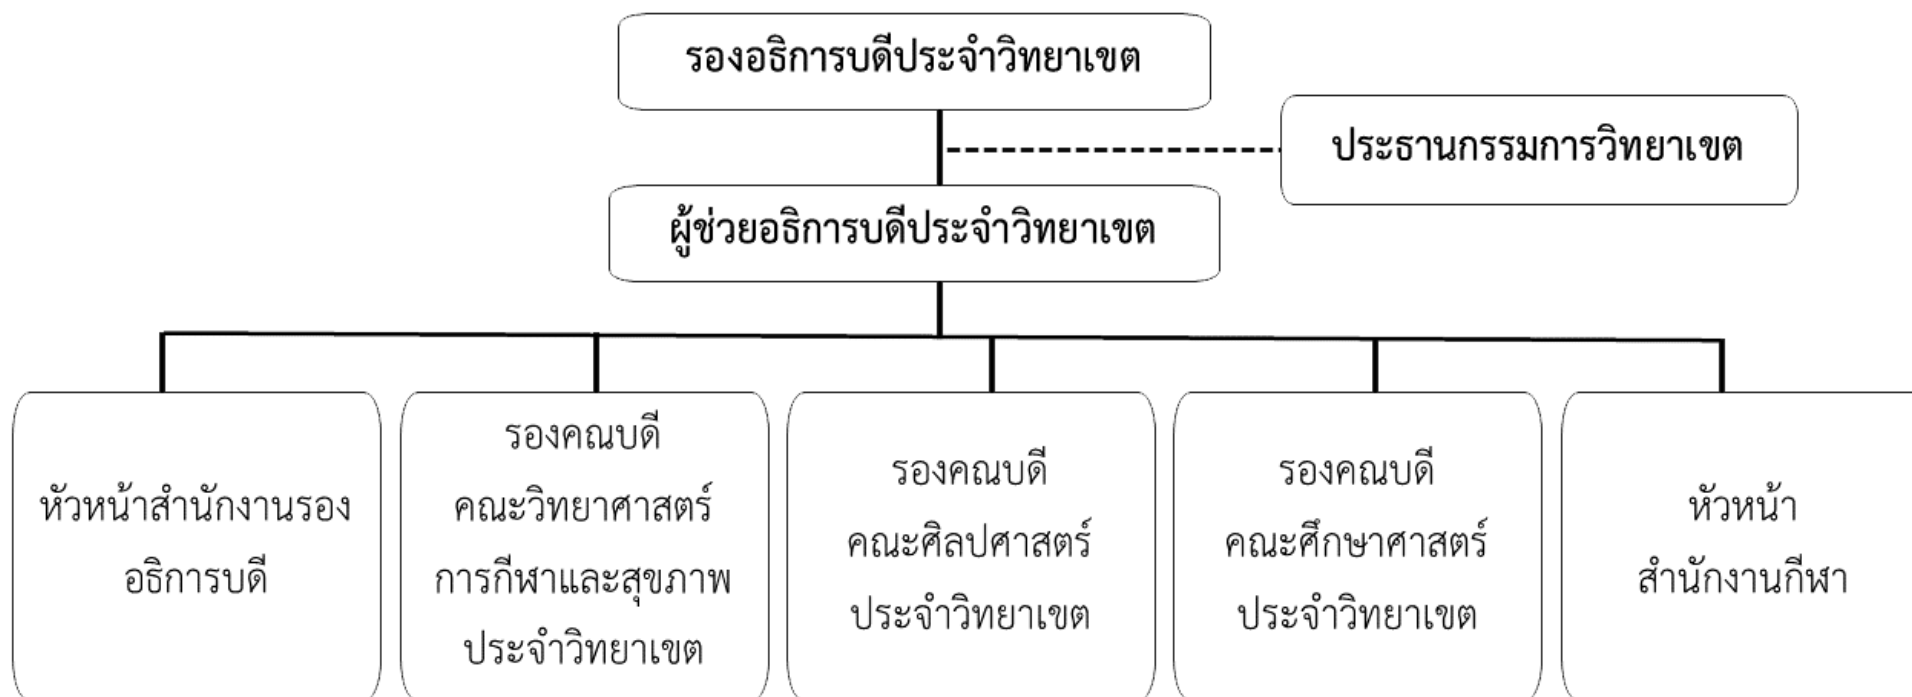 รองอธิการบดีประจำวิทยาเขต
ประธานกรรมการวิทยาเขต
ผู้ช่วยอธิการบดีประจำวิทยาเขต
หัวหน้าสำนักงานรอง
อธิการบดี
รองคณบดี
คณะวิทยาศาสตร์
การกีฬาและสุขภาพ
ประจำวิทยาเขต
รองคณบดี
คณะศิลปศาสตร์
ประจำวิทยาเขต
รองคณบดี
คณะศึกษาศาสตร์
ประจำวิทยาเขต
หัวหน้า
สำนักงานกีฬา